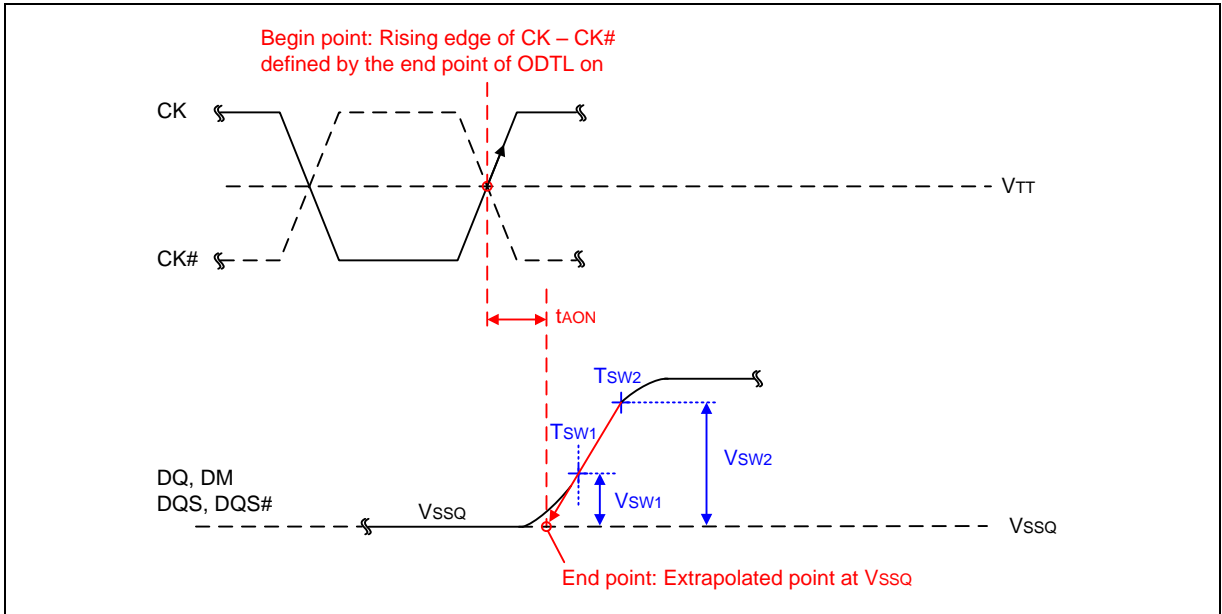 Begin point: Rising edge of CK – CK#
defined by the end point of ODTL on
CK
VTT
CK#
tAON
TSW2
TSW1
VSW2
DQ, DM
DQS, DQS#
VSSQ
VSW1
VSSQ
End point: Extrapolated point at VSSQ